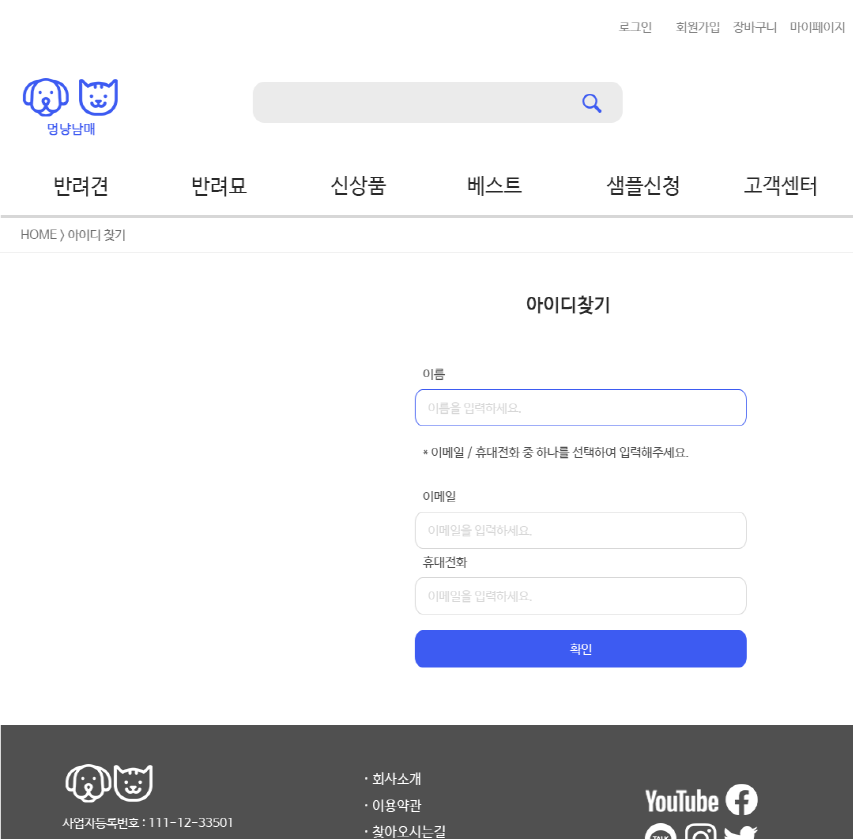 로그인 회원가입 장바구니 마이페이지
멍냥남매
반려견 반려묘 신상품 베스트 샘플신청 고객센터
HOME > 아이디 찾기
아이디찾기
이름
이름을 입력하세요.
* 이메일 / 휴대전화 중 하나를 선택하여 입력해주세요.
이메일
이메일을 입력하세요.
휴대전화
이메일을 입력하세요.
확인
· 회사소개
YouTube
· 이용약관
사업자등록번호 : 111-12-33501
· 찾아오시는길
TALK